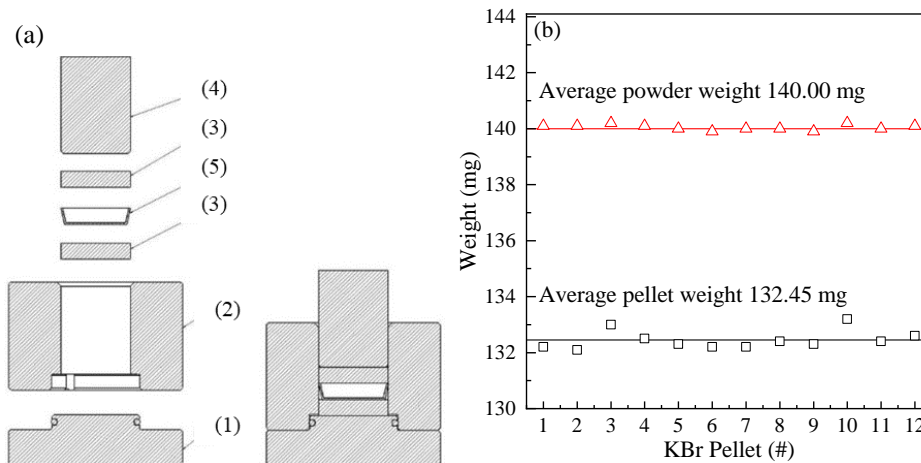 (a)
(4)
(3)
(5)
(3)
(2)
(1)
(b)
Average powder weight 140.00 mg
Average pellet weight 132.45 mg
Weight (mg)
144
142
140
138
136
134
132
130
1 2 3 4 5 6 7 8 9 10 11 12
KBr Pellet (#)